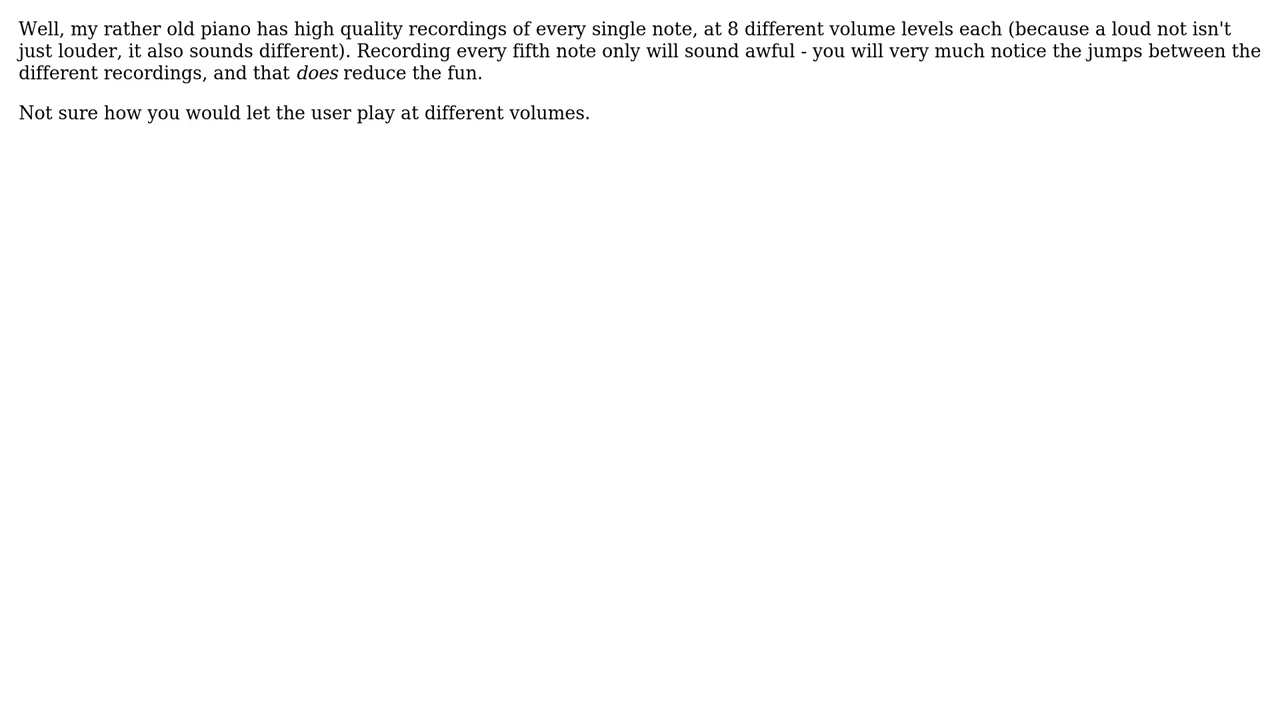 Well, my rather old piano has high quality recordings of every single note, at 8 different volume levels each (because a loud not isn't
just louder, it also sounds different). Recording every fifth note only will sound awful - you will very much notice the jumps between the
different recordings, and that does reduce the fun.
Not sure how you would let the user play at different volumes.